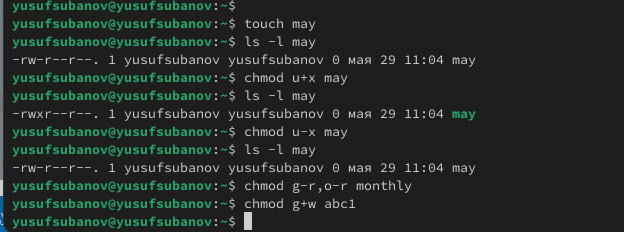 yusufsubanov@yusufsubanov:~$
yusufsubanov@yusufsubanov:~$ touch may
yusufsubanov@yusufsubanov:~$ ls -l may
-rw-r--r--. 1 yusufsubanov yusufsubanov 0 мая 29 11:04 may
yusufsubanov@yusufsubanov:~$ chmod u+x may
yusufsubanov@yusufsubanov:~$ ls -l may
-rwxr--r--. 1 yusufsubanov yusufsubanov 0 мая 29 11:04 may
yusufsubanov@yusufsubanov:~$ chmod u-x may
yusufsubanov@yusufsubanov:~$ ls -l may
-rw-r--r--. 1 yusufsubanov yusufsubanov 0 мая 29 11:04 may
yusufsubanov@yusufsubanov:~$ chmod g-r,o-r monthly
yusufsubanov@yusufsubanov:~$ chmod g+w abc1
yusufsubanov@yusufsubanov:~$